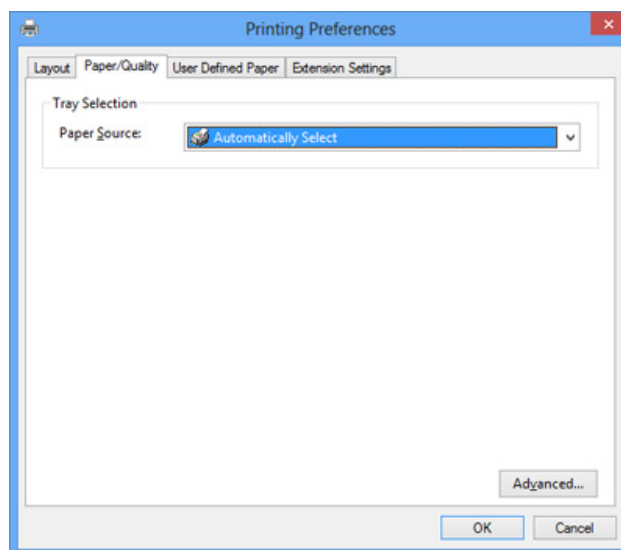 Printing Preferences
Layout Paper/Quality User Defined Paper Extension Settings
Tray Selection
Paper Source: Automatically Select
Advanced...
OK Cancel